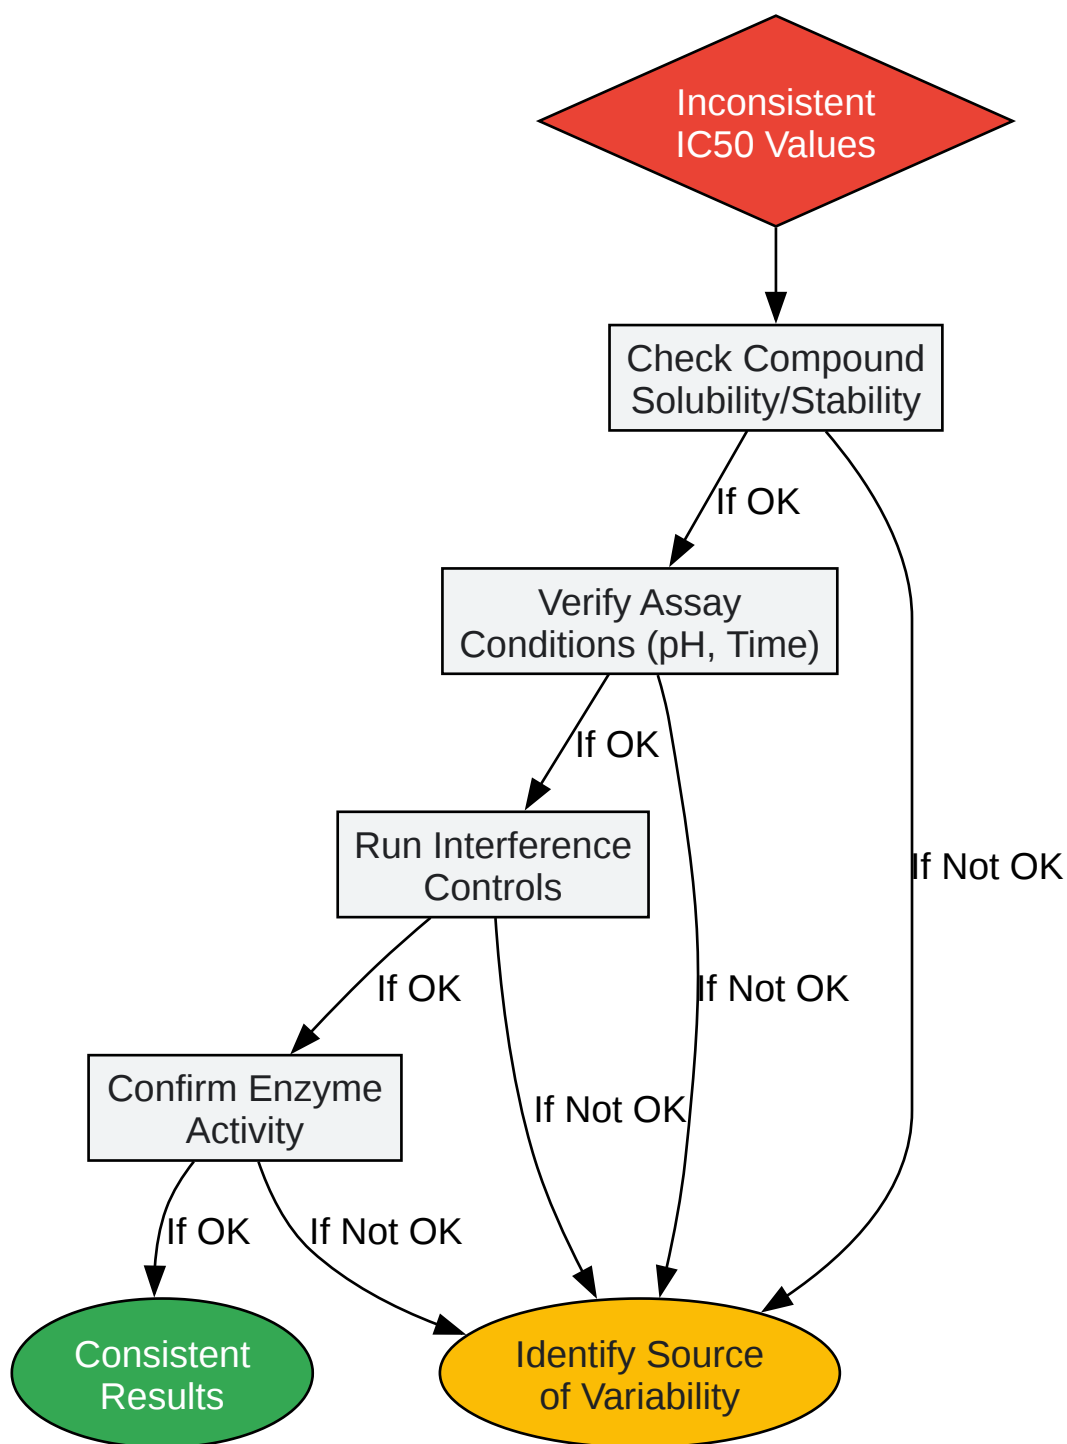 Inconsistent
IC50 Values
Check Compound
Solubility/Stability
If OK
Verify Assay
Conditions (pH, Time)
If OK
Run Interference
Controls
If Not OK
If OK
If Not OK
Confirm Enzyme
Activity
If Not OK
If OK
If Not OK
Consistent
Results
Identify Source
of Variability